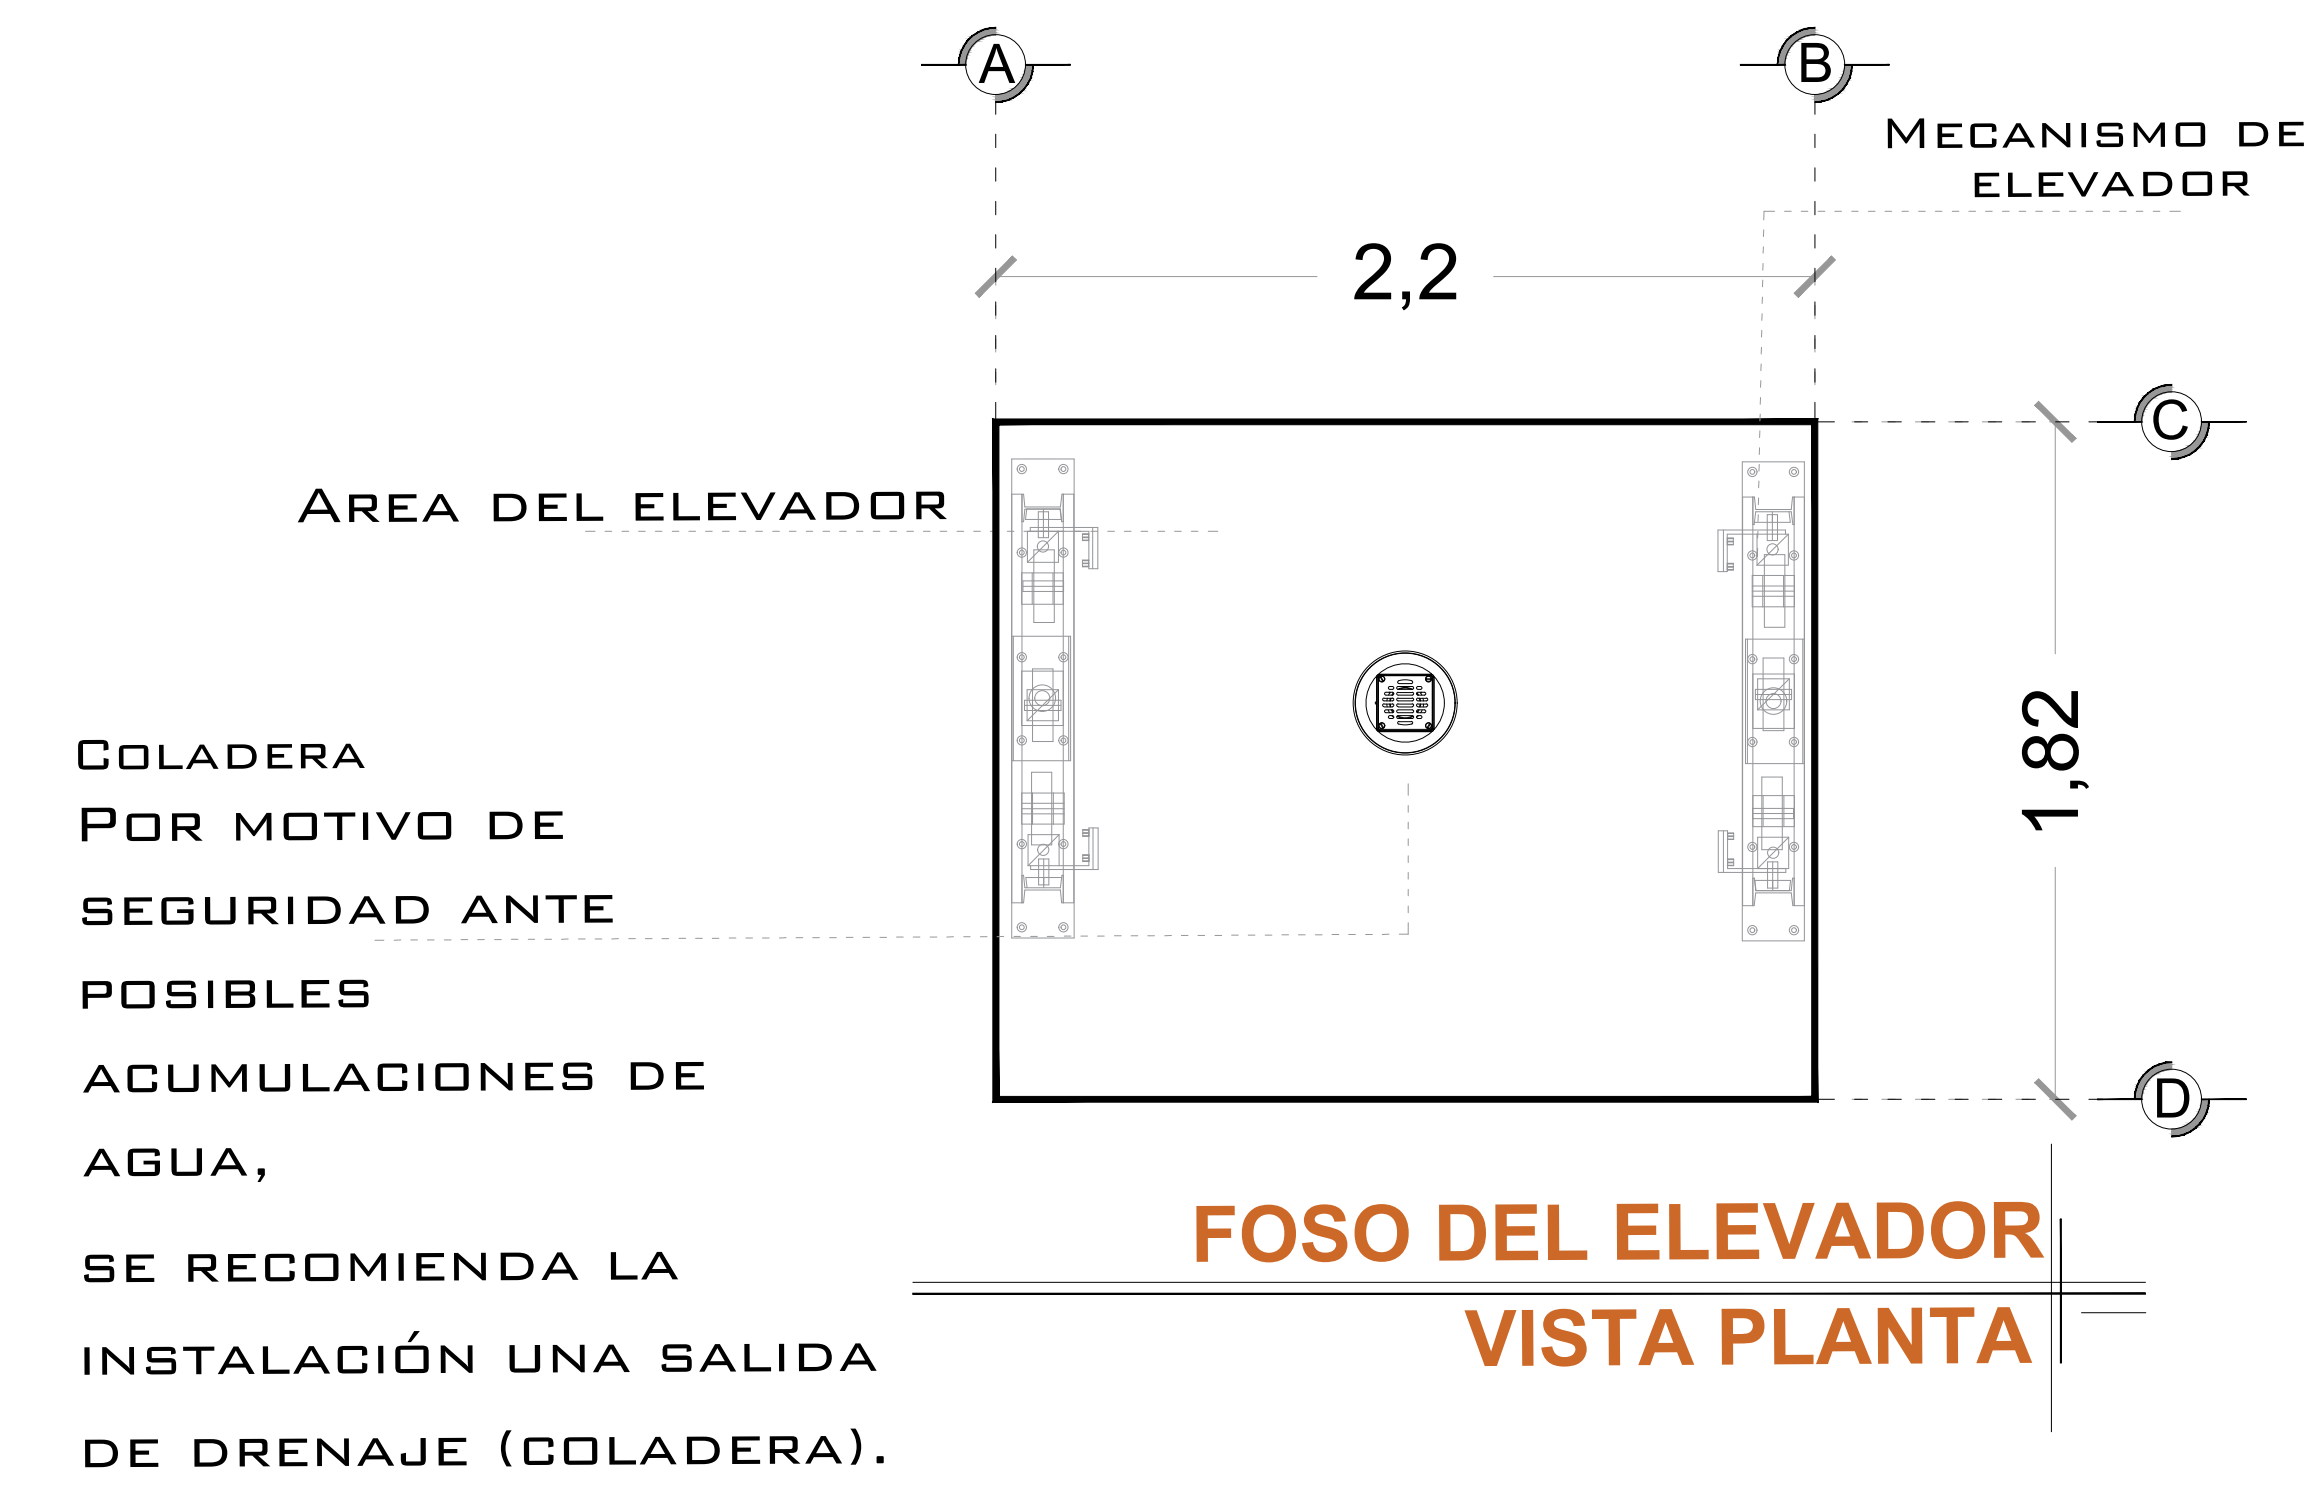 A
B
MECANISMO DE
ELEVADOR
2,2
C
AREA DEL ELEVADOR
1,82
COLADERA
POR MOTIVO DE
SEGURIDAD ANTE
POSIBLES
ACUMULACIONES DE
AGUA,
SE RECOMIENDA LA
INSTALACIÓN UNA SALIDA
DE DRENAJE (COLADERA).
D
FOSO DEL ELEVADOR
VISTA PLANTA